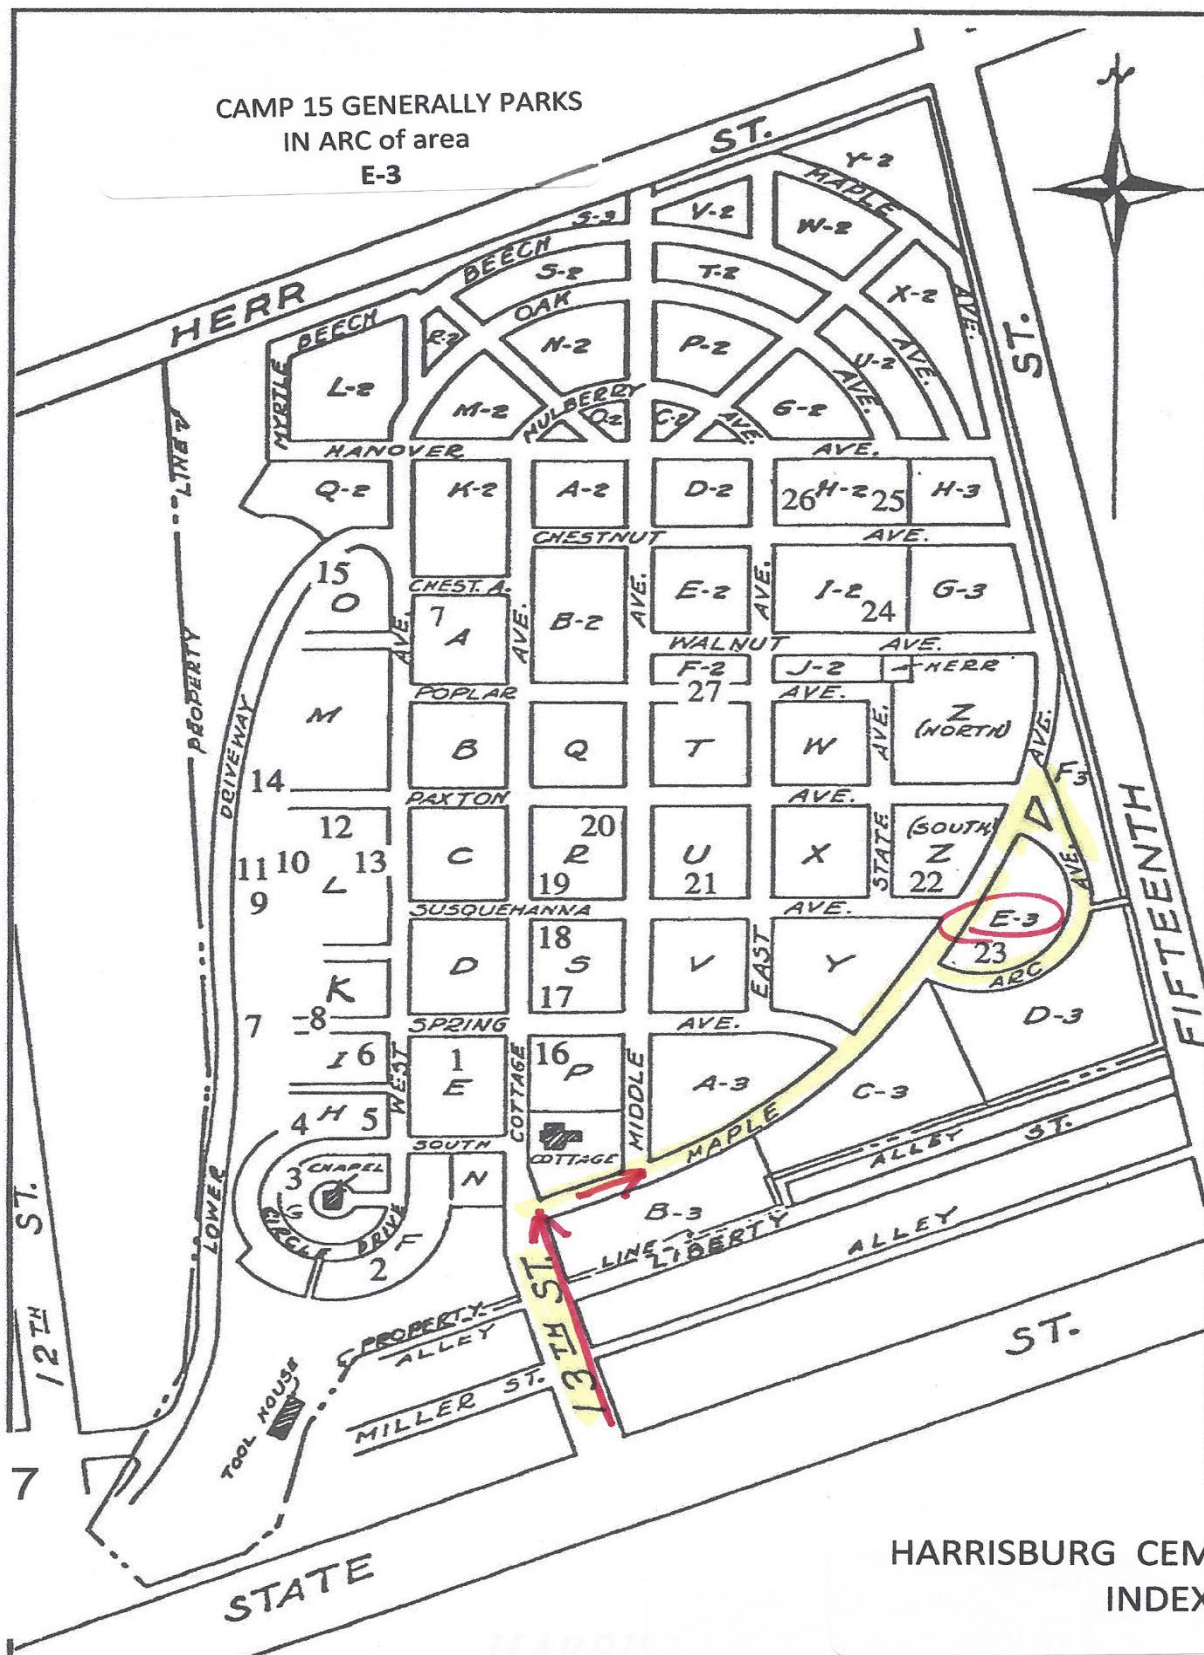 CAMP 15 GENERALLY PARKS
IN ARC of area
E-3
N
HERR ST.
FIFTEENTH ST.
Y-2
MAPLE AVE.
S-3
V-2
W-2
BEECH
S-2
T-2
X-2
OAK AVE.
BEECH
R-2
N-2
P-2
U-2
MYRTLE
L-2
M-2
MULBERRY AVE.
O-2
C-2
G-2
AVE.
PROPERTY LINE
HANOVER AVE.
Q-2
K-2
A-2
D-2
26 H-2 25
H-3
CHESTNUT AVE.
15
O
CHEST. A.
7
A
AVE.
AVE.
B-2
AVE.
E-2
AVE.
I-2
24
G-3
WALNUT AVE.
F-2
J-2
HERR
27
POPLAR AVE.
M
B
Q
T
W
AVE.
Z
(NORTH)
AVE.
F3
DRIVEWAY
14
PAXTON AVE.
12
11 10
L
13
9
C
20
R
19
U
21
X
STATE
(SOUTH)
Z
22
AVE.
SUSQUEHANNA AVE.
E-3
23
ARC
D
18
S
17
V
EAST
Y
D-3
K
7
8
SPRING AVE.
I 6
WEST
1
E
COTTAGE
16
P
MIDDLE
A-3
C-3
4 H 5
SOUTH
COTTAGE
MAPLE
ALLEY ST.
3
CHAPEL
G
CIRCLE DRIVE
F
2
N
B-3
LINE
LIBERTY
ALLEY
LOWER
12TH ST.
13TH ST.
PROPERTY
ALLEY
ST.
TOOL HOUSE
MILLER ST.
7
STATE
HARRISBURG CEM
INDEX